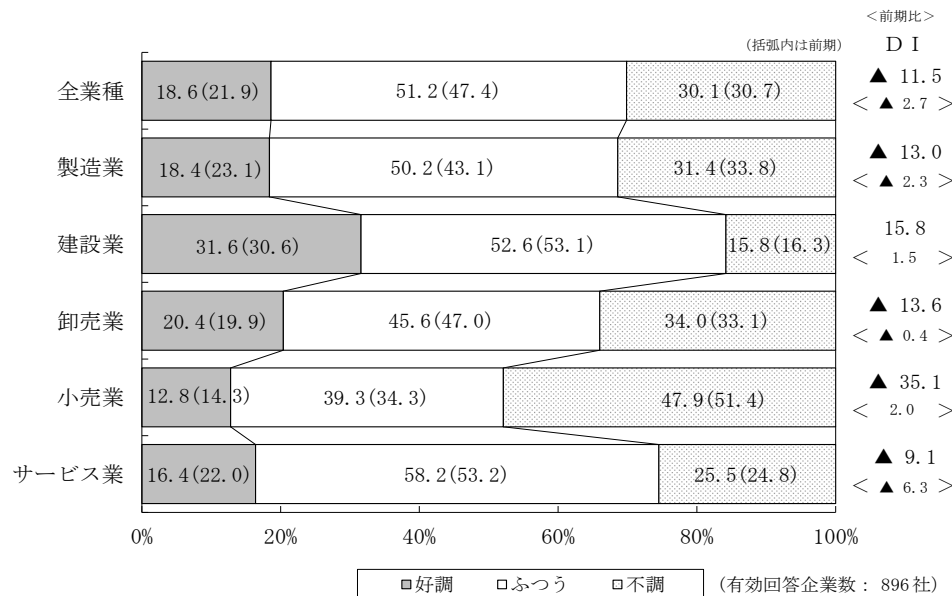 ＜前期比＞
(括弧内は前期) ＤＩ
全業種 18.6(21.9) 51.2(47.4) 30.1(30.7) ▲ 11.5
＜ ▲ 2.7 ＞
製造業 18.4(23.1) 50.2(43.1) 31.4(33.8) ▲ 13.0
＜ ▲ 2.3 ＞
建設業 31.6(30.6) 52.6(53.1) 15.8(16.3) 15.8
＜ 1.5 ＞
卸売業 20.4(19.9) 45.6(47.0) 34.0(33.1) ▲ 13.6
＜ ▲ 0.4 ＞
小売業 12.8(14.3) 39.3(34.3) 47.9(51.4) ▲ 35.1
＜ 2.0 ＞
サービス業 16.4(22.0) 58.2(53.2) 25.5(24.8) ▲ 9.1
＜ ▲ 6.3 ＞
0% 20% 40% 60% 80% 100%
好調 ふつう 不調 (有効回答企業数：896社)